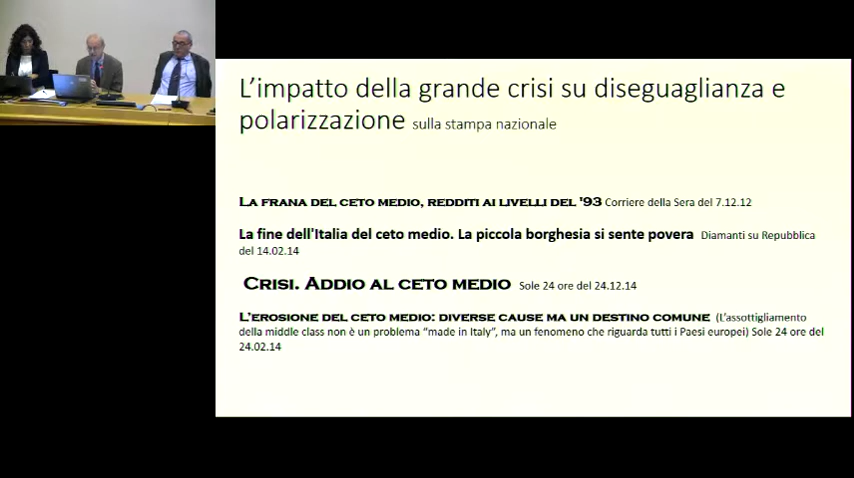 L'impatto della grande crisi su diseguaglianza e
polarizzazione sulla stampa nazionale
LA FRANA DEL CETO MEDIO, REDDITI AI LIVELLI DEL '93 Corriere della Sera del 7.12.12
La fine dell'Italia del ceto medio. La piccola borghesia si sente povera Diamanti su Repubblica
del 14.02.14
CRISI. ADDIO AL CETO MEDIO Sole 24 ore del 24.12.14
L'EROSIONE DEL CETO MEDIO: DIVERSE CAUSE MA UN DESTINO COMUNE (L'assottigliamento
della middle class non è un problema "made in Italy", ma un fenomeno che riguarda tutti i Paesi europei) Sole 24 ore del
24.02.14